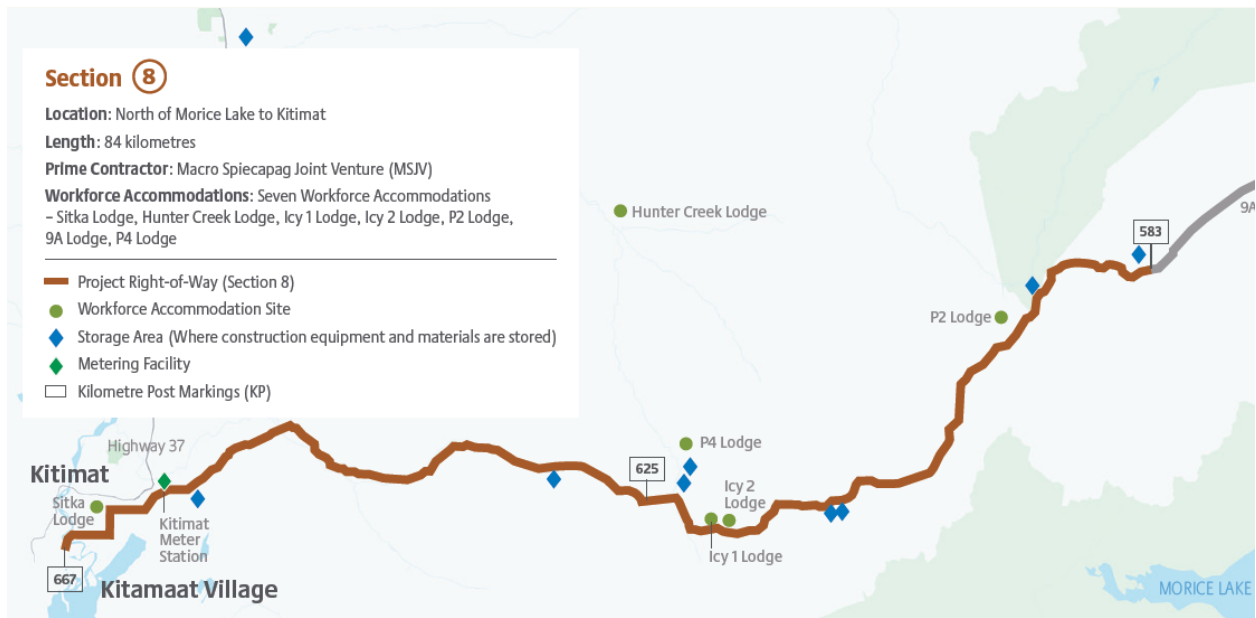 Section 8
Location: North of Morice Lake to Kitimat
Length: 84 kilometres
Prime Contractor: Macro Spiecapag Joint Venture (MSJV)
Workforce Accommodations: Seven Workforce Accommodations
– Sitka Lodge, Hunter Creek Lodge, Icy 1 Lodge, Icy 2 Lodge, P2 Lodge,
9A Lodge, P4 Lodge
Project Right-of-Way (Section 8)
Workforce Accommodation Site
Storage Area (Where construction equipment and materials are stored)
Metering Facility
Kilometre Post Markings (KP)
Hunter Creek Lodge
9A
583
P2 Lodge
Highway 37
P4 Lodge
Kitimat
625
Icy 2
Lodge
Sitka
Lodge
Kitimat
Meter
Station
Icy 1 Lodge
667
Kitamaat Village
MORICE LAKE